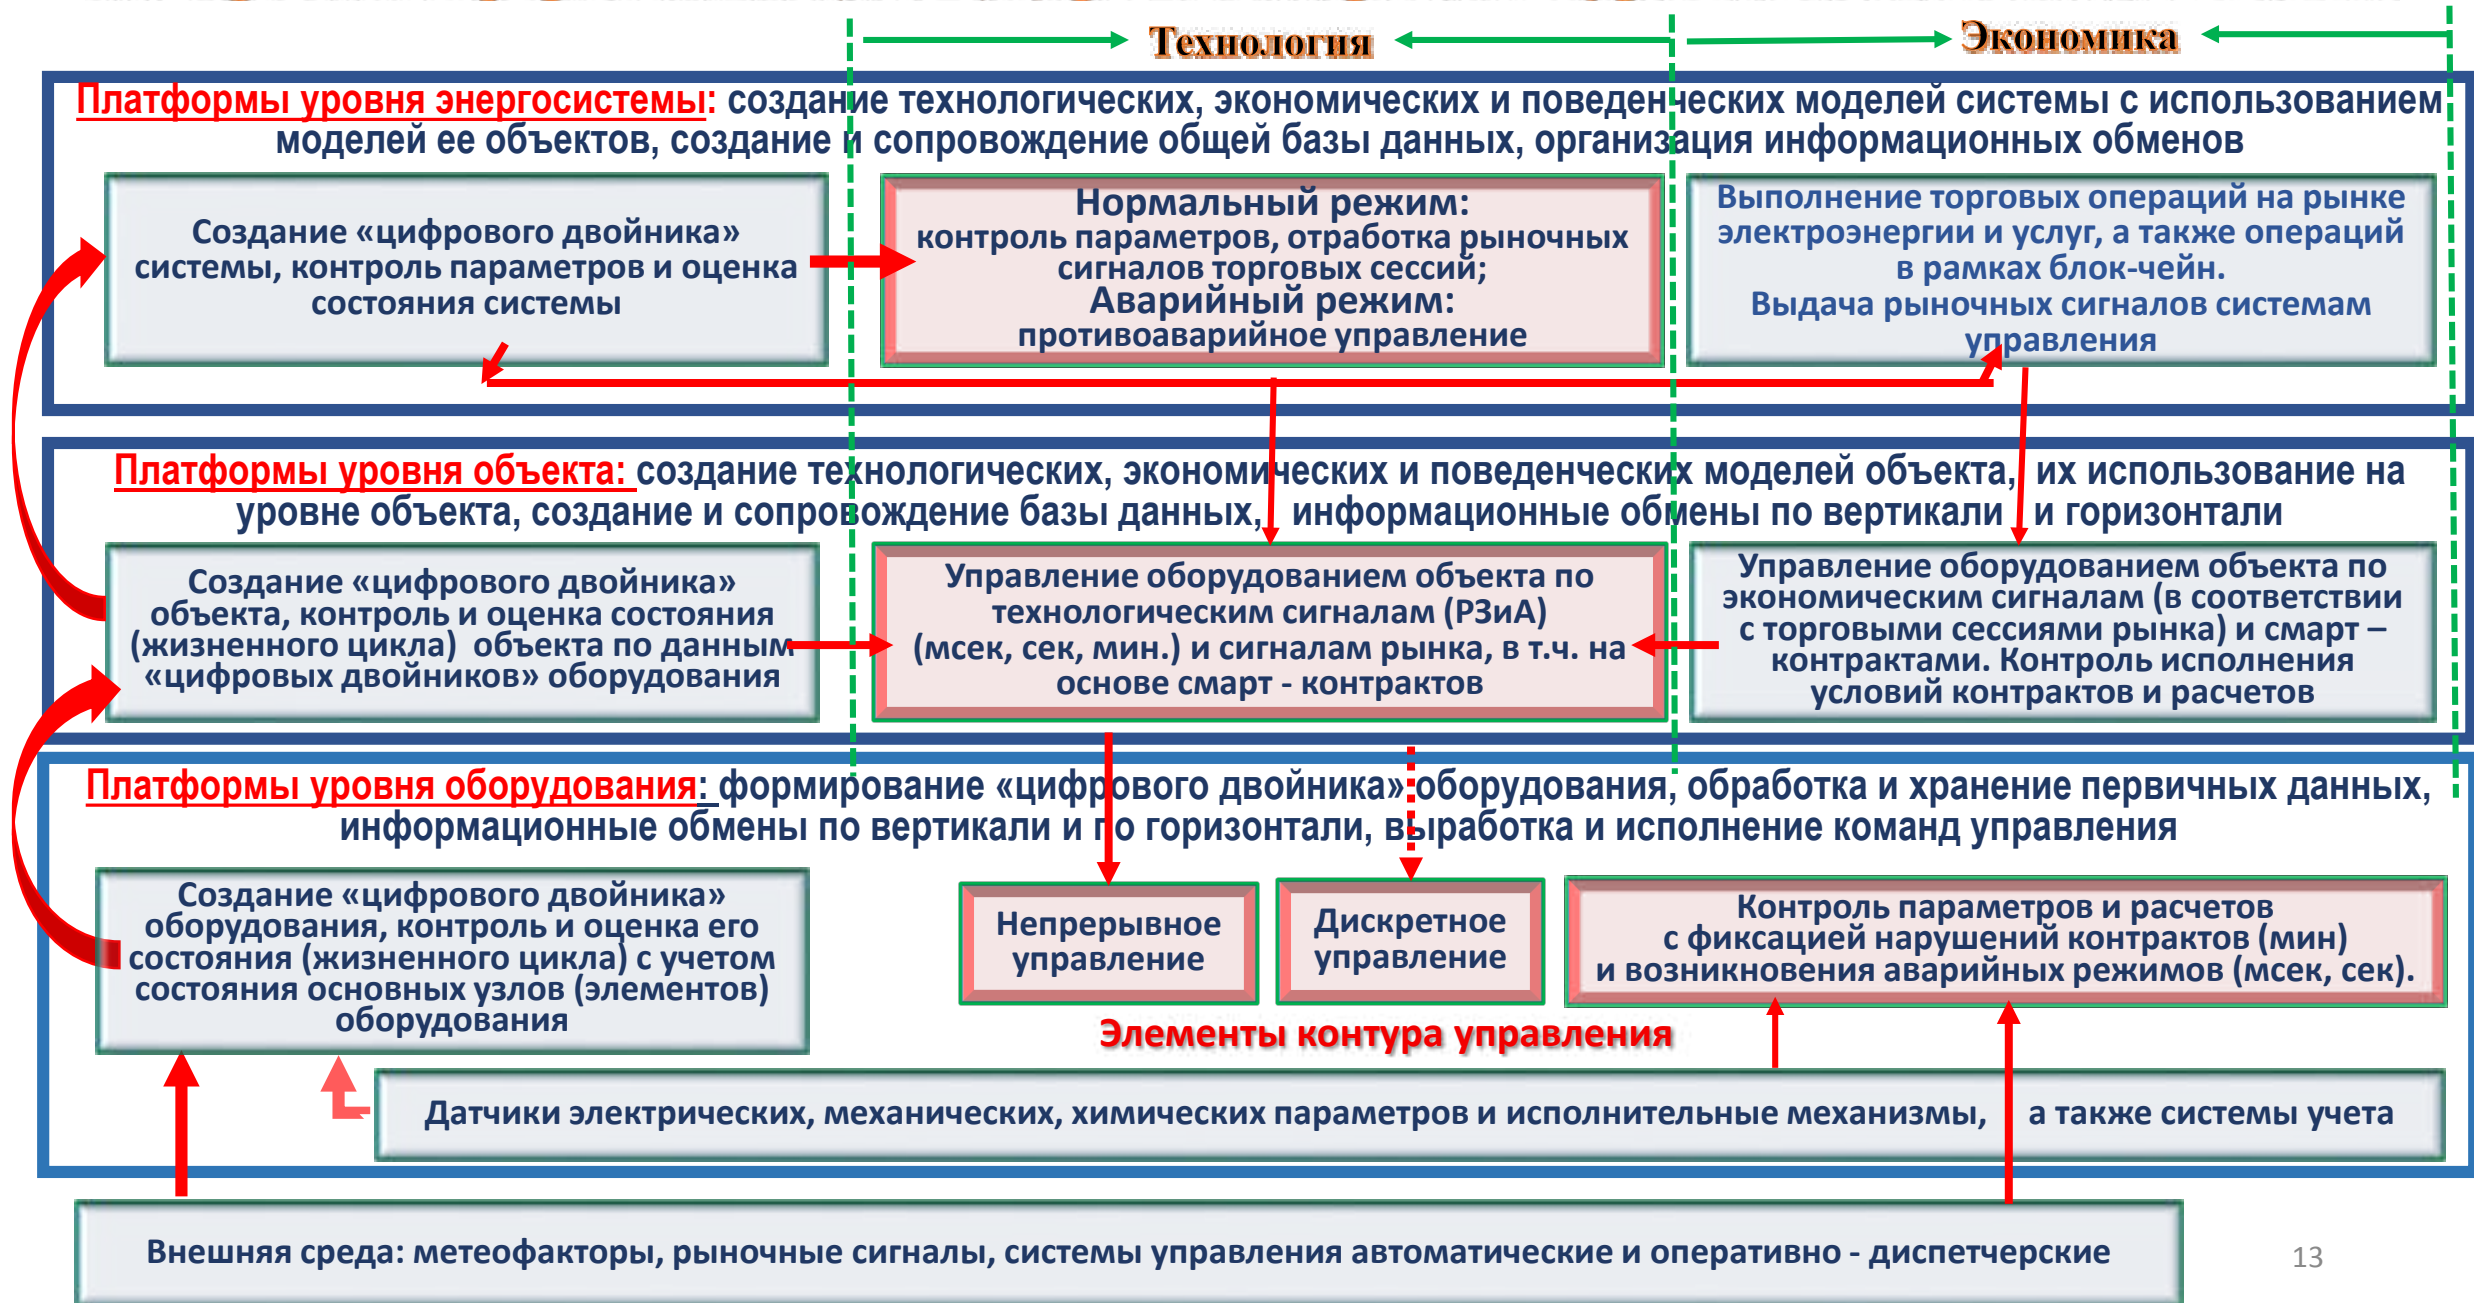 Технология
Экономика
Платформы уровня энергосистемы: создание технологических, экономических и поведенческих моделей системы с использованием
моделей ее объектов, создание и сопровождение общей базы данных, организация информационных обменов
Создание «цифрового двойника»
системы, контроль параметров и оценка
состояния системы
Нормальный режим:
контроль параметров, отработка рыночных
сигналов торговых сессий;
Аварийный режим:
противоаварийное управление
Выполнение торговых операций на рынке
электроэнергии и услуг, а также операций
в рамках блок-чейн.
Выдача рыночных сигналов системам
управления
Платформы уровня объекта: создание технологических, экономических и поведенческих моделей объекта, их использование на
уровне объекта, создание и сопровождение базы данных, информационные обмены по вертикали и горизонтали
Создание «цифрового двойника»
объекта, контроль и оценка состояния
(жизненного цикла) объекта по данным
«цифровых двойников» оборудования
Управление оборудованием объекта по
технологическим сигналам (РЗиА)
(мсек, сек, мин.) и сигналам рынка, в т.ч. на
основе смарт - контрактов
Управление оборудованием объекта по
экономическим сигналам (в соответствии
с торговыми сессиями рынка) и смарт –
контрактами. Контроль исполнения
условий контрактов и расчетов
Платформы уровня оборудования: формирование «цифрового двойника» оборудования, обработка и хранение первичных данных,
информационные обмены по вертикали и по горизонтали, выработка и исполнение команд управления
Создание «цифрового двойника»
оборудования, контроль и оценка его
состояния (жизненного цикла) с учетом
состояния основных узлов (элементов)
оборудования
Непрерывное
управление
Дискретное
управление
Контроль параметров и расчетов
с фиксацией нарушений контрактов (мин)
и возникновения аварийных режимов (мсек, сек).
Элементы контура управления
Датчики электрических, механических, химических параметров и исполнительные механизмы, а также системы учета
Внешняя среда: метеофакторы, рыночные сигналы, системы управления автоматические и оперативно - диспетчерские
13